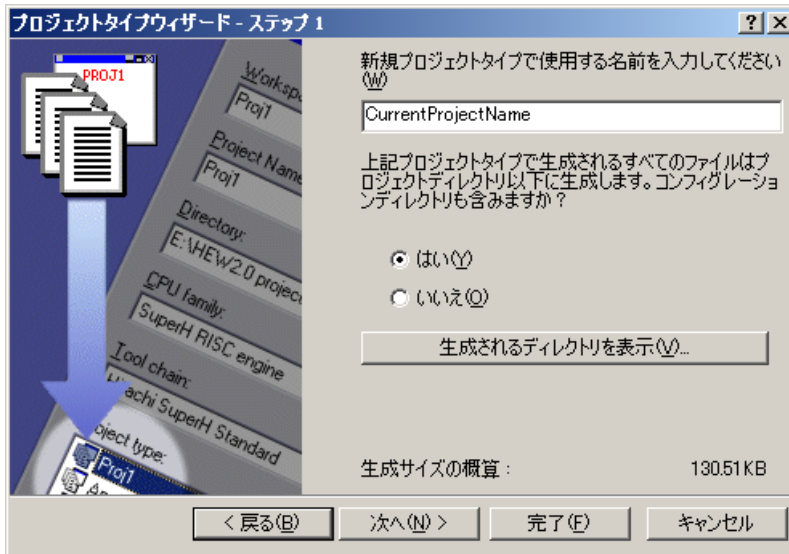 プロジェクトタイプウィザード - ステップ 1
PROJ1
Proj1
Project Name
Proj1
Directory:
E:\HEW2.0 project
CPU family:
SuperH RISC engine
Tool chain:
Hitachi SuperH Standard
Project type:
Proj1
新規プロジェクトタイプで使用する名前を入力してください
(W)
CurrentProjectName
上記プロジェクトタイプで生成されるすべてのファイルはプ
ロジェクトディレクトリ以下に生成します。コンフィグレーショ
ンディレクトリも含みますか？
はい(Y)
いいえ(O)
生成されるディレクトリを表示(V)...
生成サイズの概算：
130.51KB
< 戻る(B)
次へ(N) >
完了(F)
キャンセル